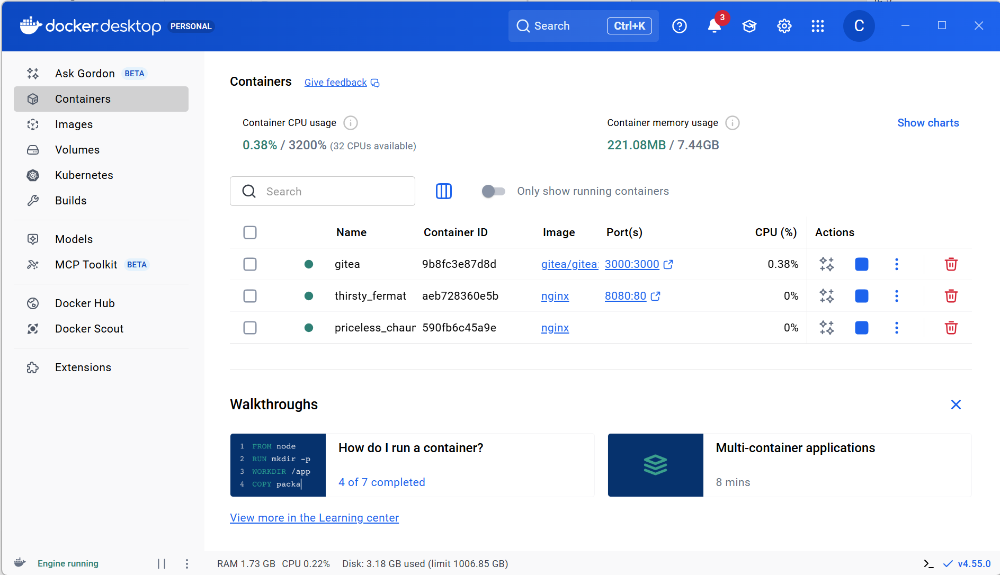 docker desktop PERSONAL
Search Ctrl+K
3
C
Ask Gordon BETA
Containers
Images
Volumes
Kubernetes
Builds
Models
MCP Toolkit BETA
Docker Hub
Docker Scout
Extensions
Containers Give feedback
Container CPU usage
0.38% / 3200% (32 CPUs available)
Container memory usage
221.08MB / 7.44GB
Show charts
Search
Only show running containers
Name Container ID Image Port(s) CPU (%) Actions
gitea 9b8fc3e87d8d gitea/gitea: 3000:3000 0.38%
thirsty_fermat aeb728360e5b nginx 8080:80 0%
priceless_chaur 590fb6c45a9e nginx 0%
Walkthroughs
1 FROM node
2 RUN mkdir -p
3 WORKDIR /app
4 COPY packa
How do I run a container?
4 of 7 completed
Multi-container applications
8 mins
View more in the Learning center
Engine running
RAM 1.73 GB CPU 0.22% Disk: 3.18 GB used (limit 1006.85 GB)
v4.55.0